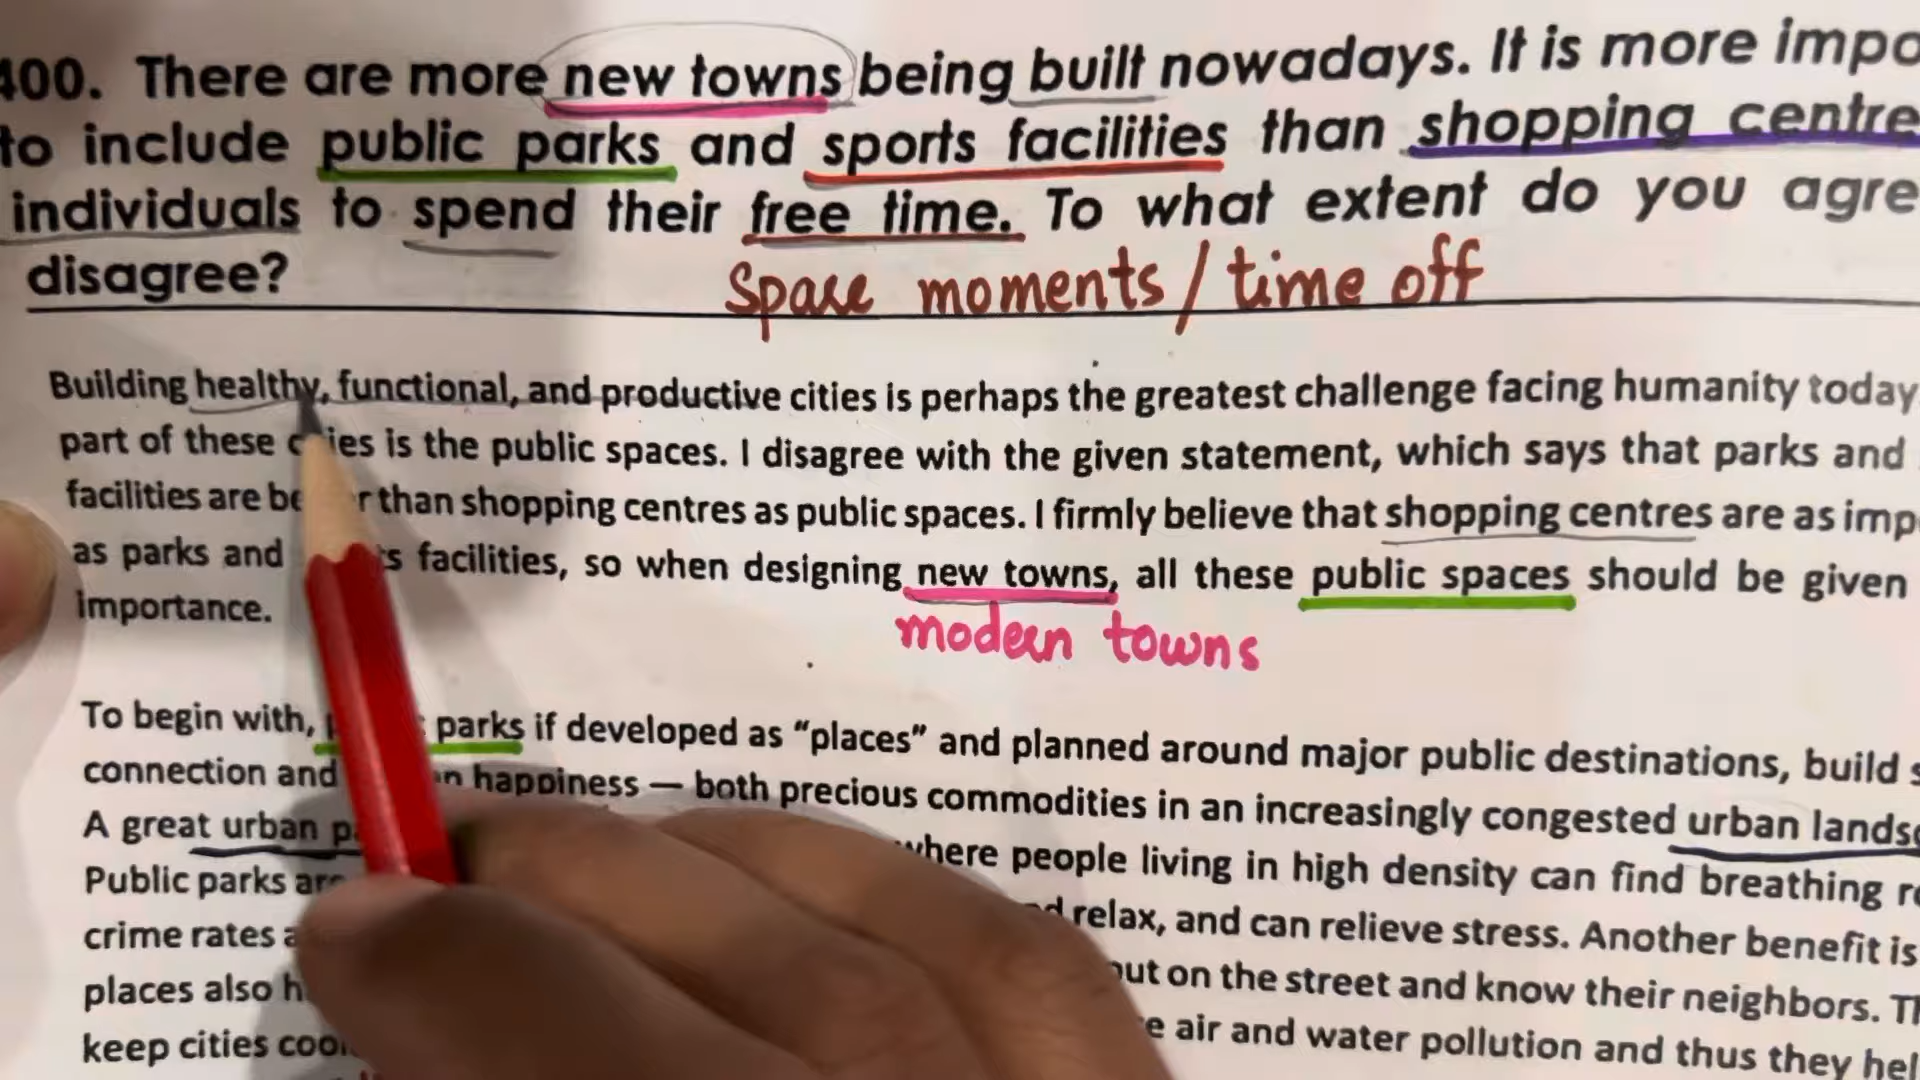 400. There are more new towns being built nowadays. It is more
to include public parks and sports facilities than shopping
individuals to spend their free time. To what extent do you
disagree?
Spare moments / time off
Building healthy, functional, and productive cities is perhaps the greatest challenge facing humanity today
part of these is the public spaces. I disagree with the given statement, which says that parks and
facilities are than shopping centres as public spaces. I firmly believe that shopping centres are as
as parks and facilities, so when designing new towns, all these public spaces should be given
importance.
modern towns
To begin with, parks if developed as “places” and planned around major public destinations, build
connection and happiness — both precious commodities in an increasingly congested urban
A great urban
Public parks where people living in high density can find breathing
crime rates relax, and can relieve stress. Another benefit is
places also out on the street and know their neighbors.
keep cities air and water pollution and thus they